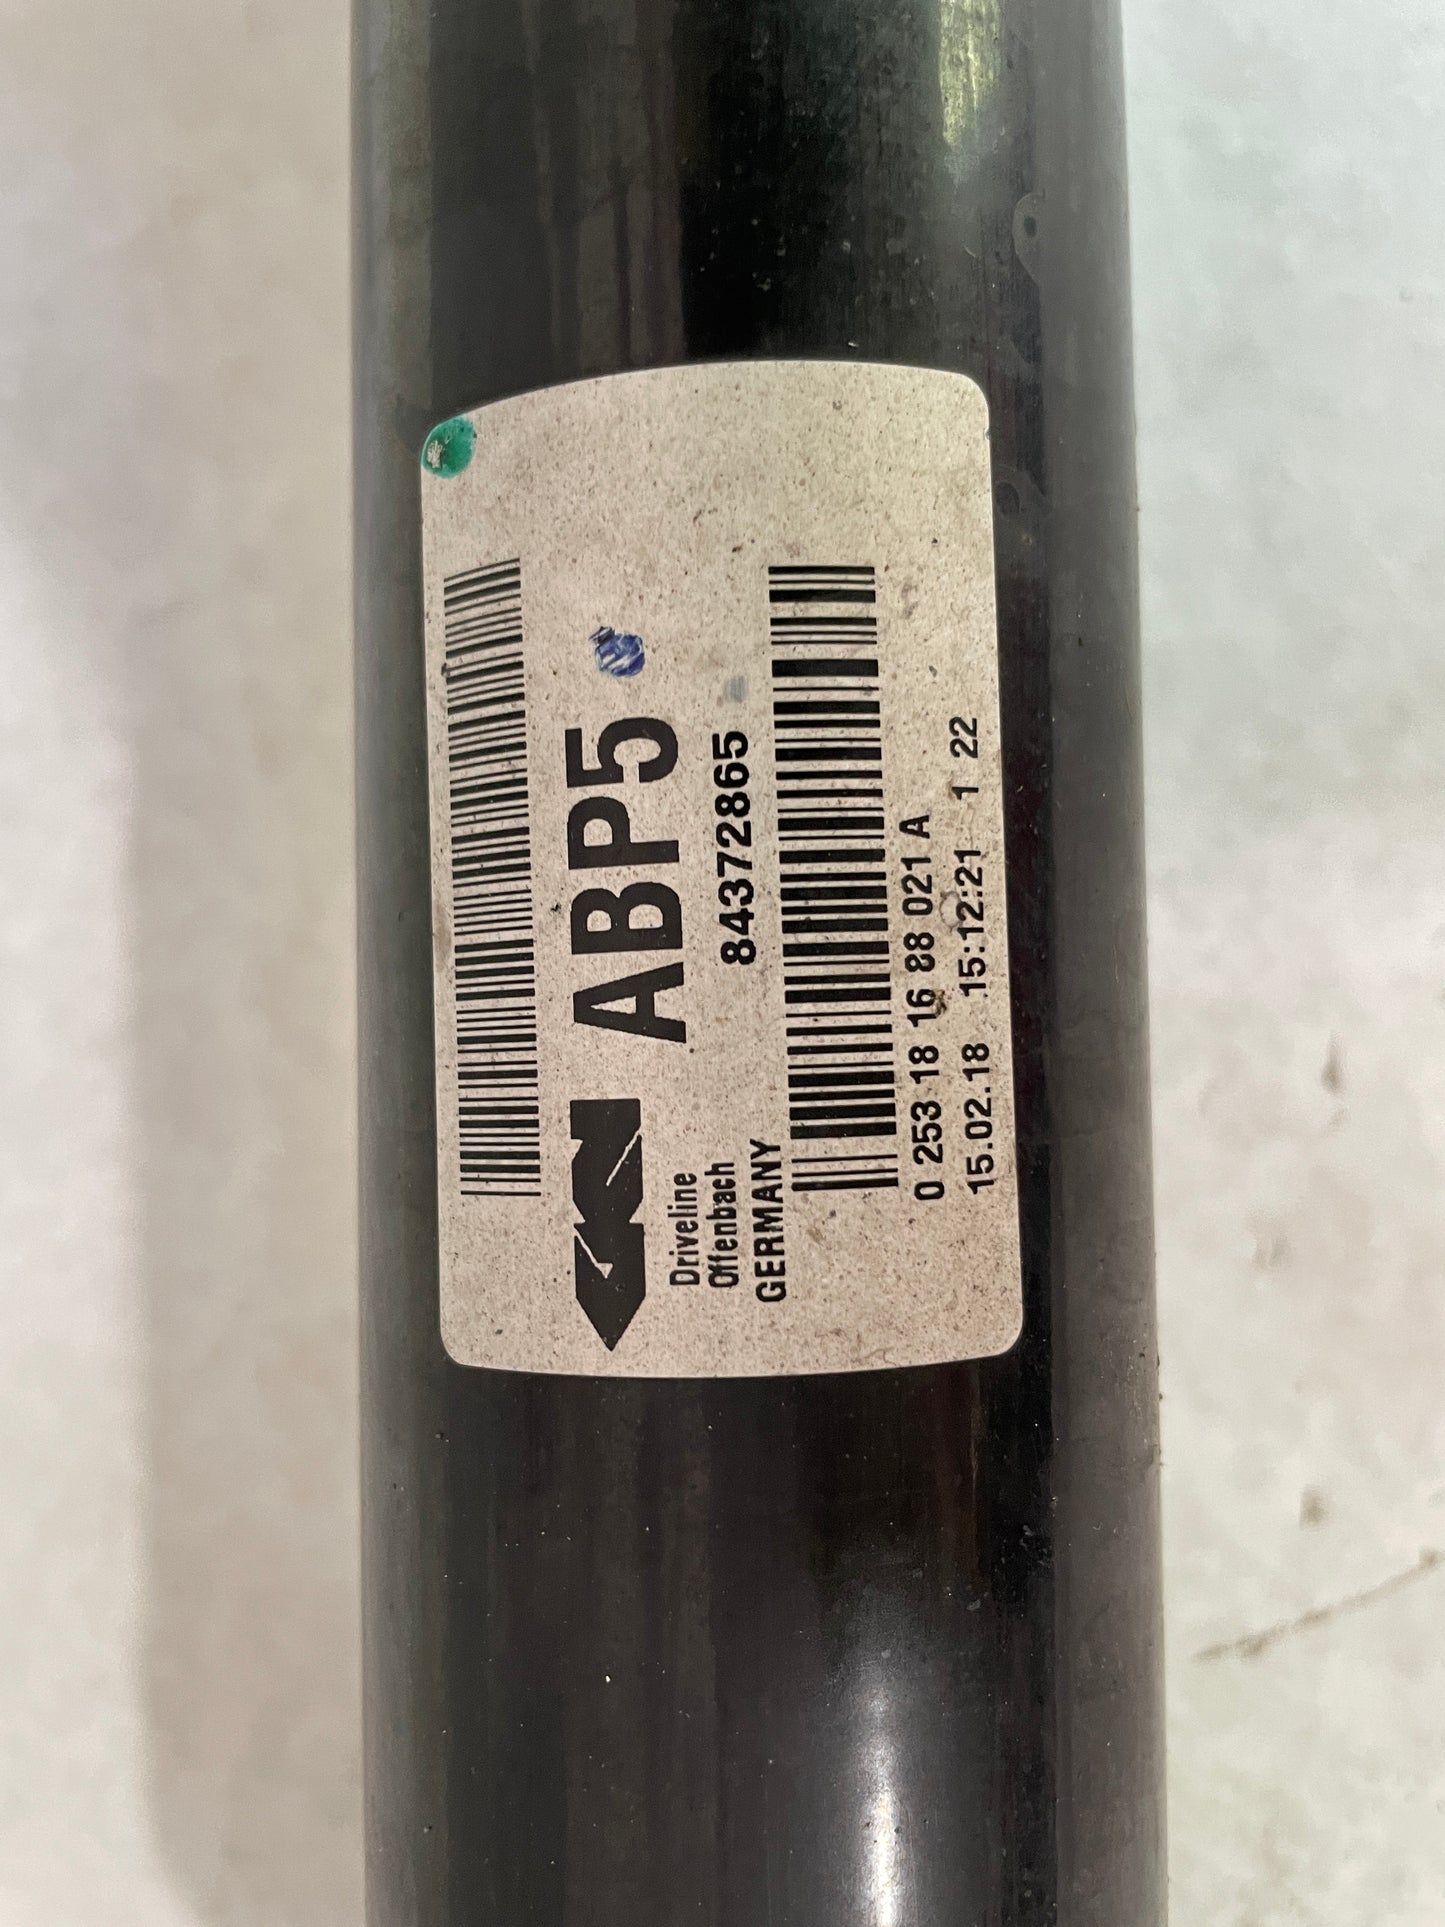 GKN
ABP5
Driveline
Offenbach
GERMANY
84372865
0 253 18 16 88 021 A
15.02.18 15:12:21 1 22